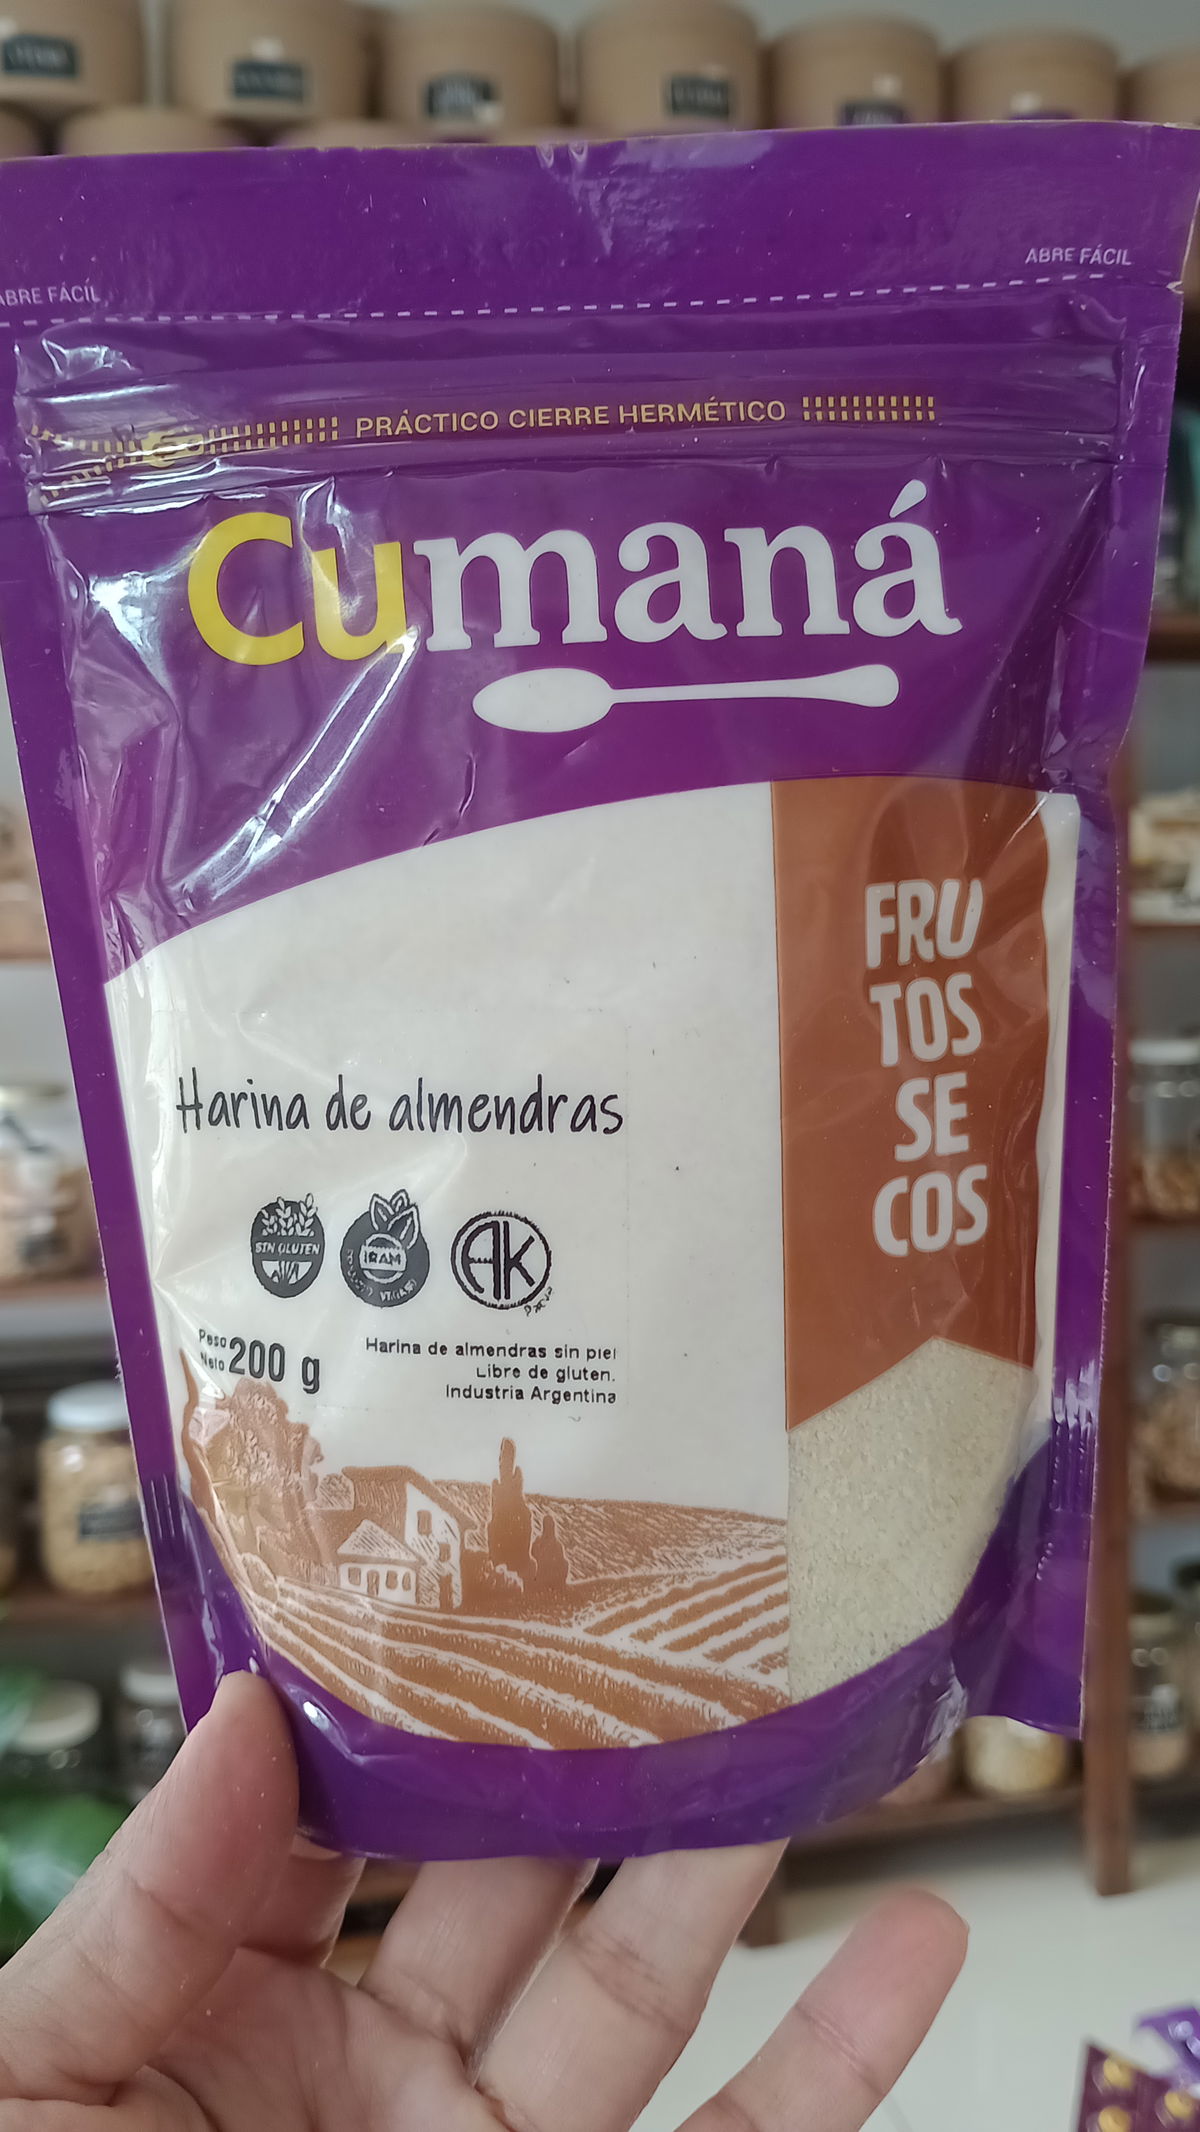 ABRE FÁCIL
ABRE FÁCIL
PRÁCTICO CIERRE HERMÉTICO
Cumaná
FRU
TOS
SE
COS
Harina de almendras
SIN GLUTEN
IRAM
AK
Peso
Neto 200 g
Harina de almendras sin piel
Libre de gluten.
Industria Argentina